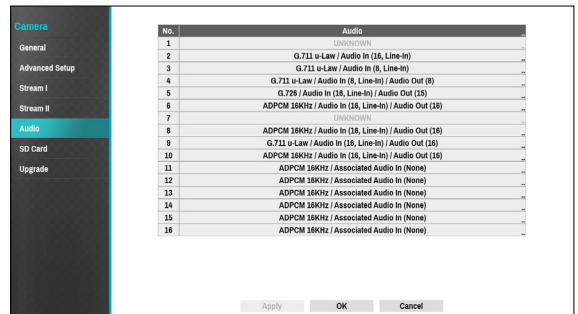 Camera
General
Advanced Setup
Stream I
Stream II
Audio
SD Card
Upgrade
No. Audio ...
1 UNKNOWN ...
2 G.711 u-Law / Audio In (16, Line-In) ...
3 G.711 u-Law / Audio In (8, Line-In) ...
4 G.711 u-Law / Audio In (8, Line-In) / Audio Out (8) ...
5 G.726 / Audio In (16, Line-In) / Audio Out (15) ...
6 ADPCM 16KHz / Audio In (16, Line-In) / Audio Out (16) ...
7 UNKNOWN ...
8 ADPCM 16KHz / Audio In (16, Line-In) / Audio Out (16) ...
9 G.711 u-Law / Audio In (16, Line-In) / Audio Out (16) ...
10 ADPCM 16KHz / Audio In (16, Line-In) / Audio Out (16) ...
11 ADPCM 16KHz / Associated Audio In (None) ...
12 ADPCM 16KHz / Associated Audio In (None) ...
13 ADPCM 16KHz / Associated Audio In (None) ...
14 ADPCM 16KHz / Associated Audio In (None) ...
15 ADPCM 16KHz / Associated Audio In (None) ...
16 ADPCM 16KHz / Associated Audio In (None) ...
Apply OK Cancel